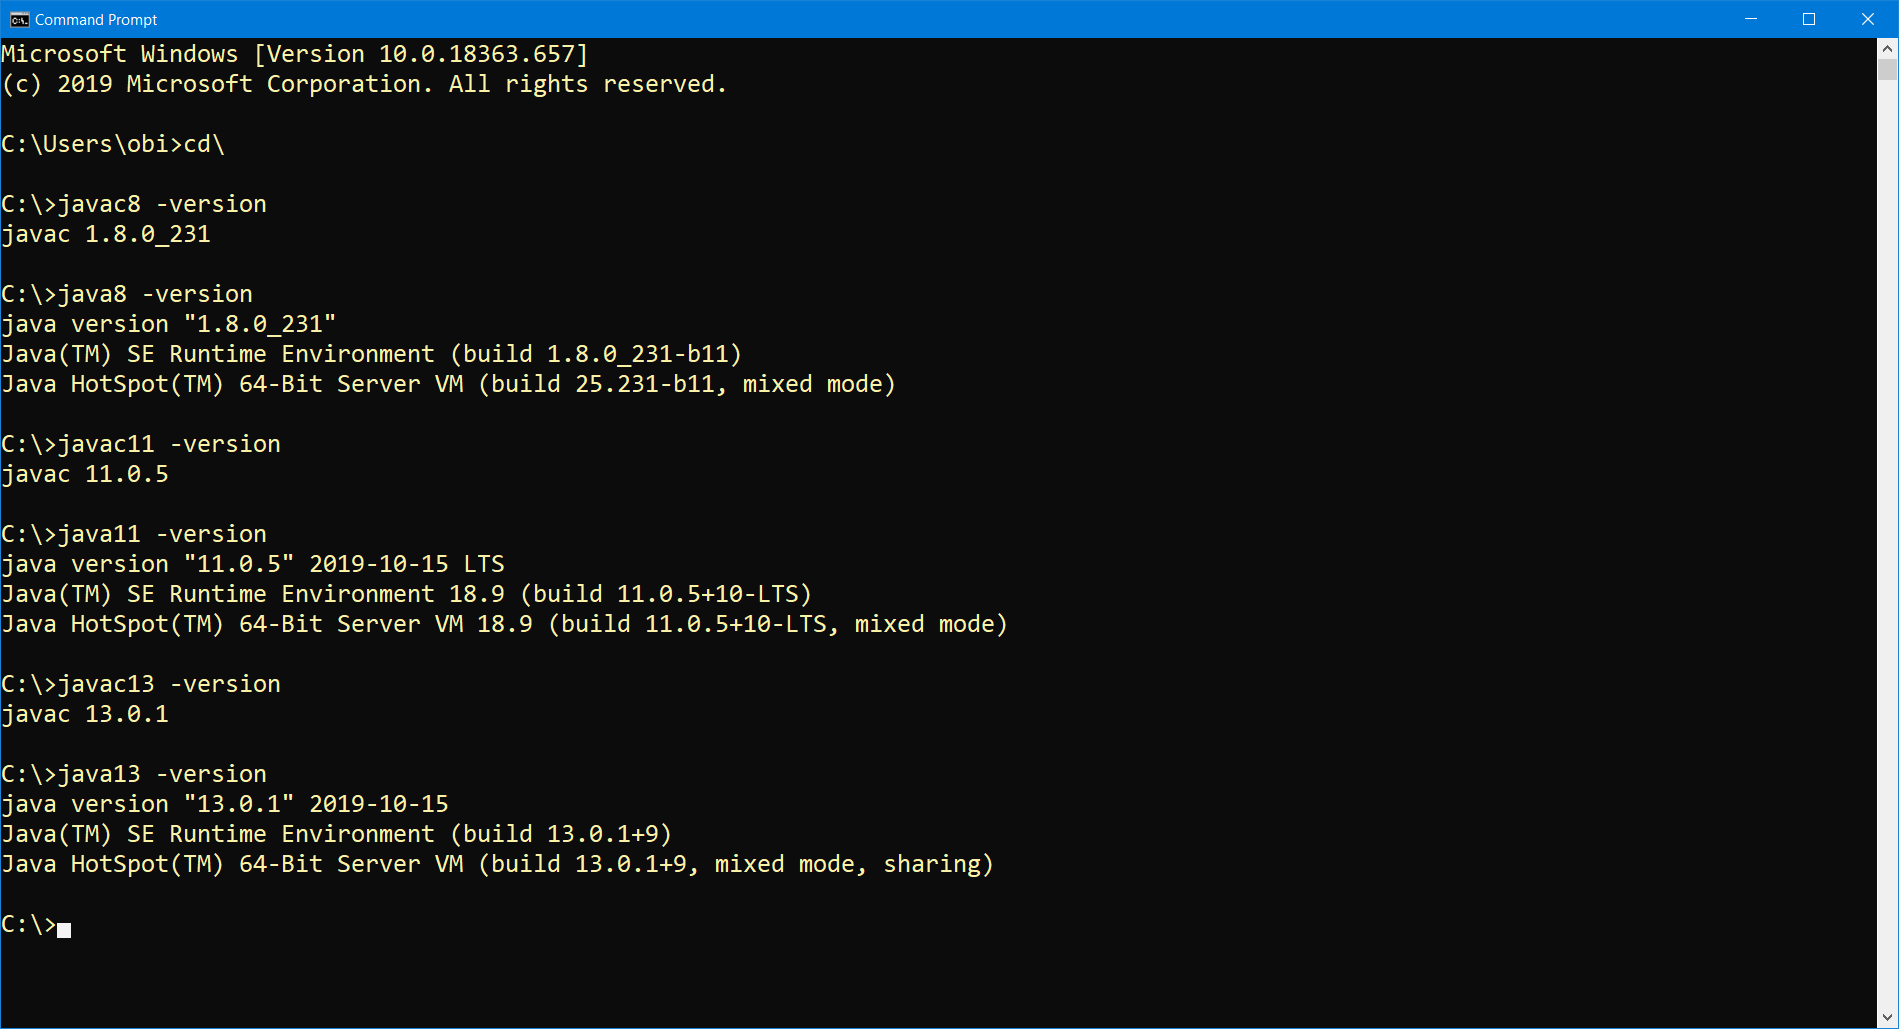 Command Prompt
Microsoft Windows [Version 10.0.18363.657]
(c) 2019 Microsoft Corporation. All rights reserved.
C:\Users\obi>cd\
C:\>javac8 -version
javac 1.8.0_231
C:\>java8 -version
java version "1.8.0_231"
Java(TM) SE Runtime Environment (build 1.8.0_231-b11)
Java HotSpot(TM) 64-Bit Server VM (build 25.231-b11, mixed mode)
C:\>javac11 -version
javac 11.0.5
C:\>java11 -version
java version "11.0.5" 2019-10-15 LTS
Java(TM) SE Runtime Environment 18.9 (build 11.0.5+10-LTS)
Java HotSpot(TM) 64-Bit Server VM 18.9 (build 11.0.5+10-LTS, mixed mode)
C:\>javac13 -version
javac 13.0.1
C:\>java13 -version
java version "13.0.1" 2019-10-15
Java(TM) SE Runtime Environment (build 13.0.1+9)
Java HotSpot(TM) 64-Bit Server VM (build 13.0.1+9, mixed mode, sharing)
C:\>